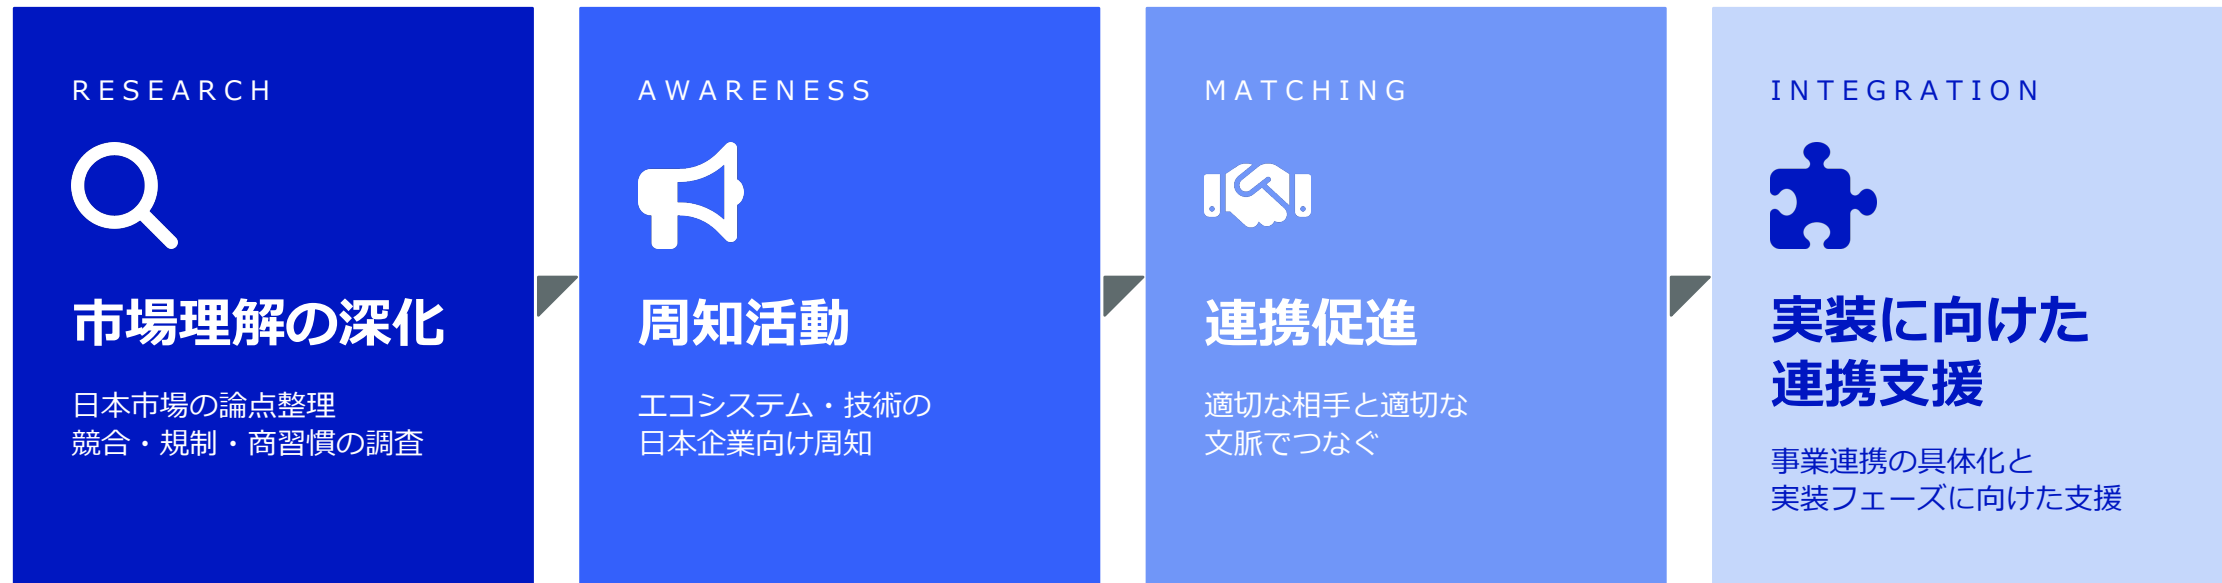 RESEARCH
市場理解の深化
日本市場の論点整理
競合・規制・商習慣の調査
AWARENESS
周知活動
エコシステム・技術の
日本企業向け周知
MATCHING
連携促進
適切な相手と適切な
文脈でつなぐ
INTEGRATION
実装に向けた
連携支援
事業連携の具体化と
実装フェーズに向けた支援